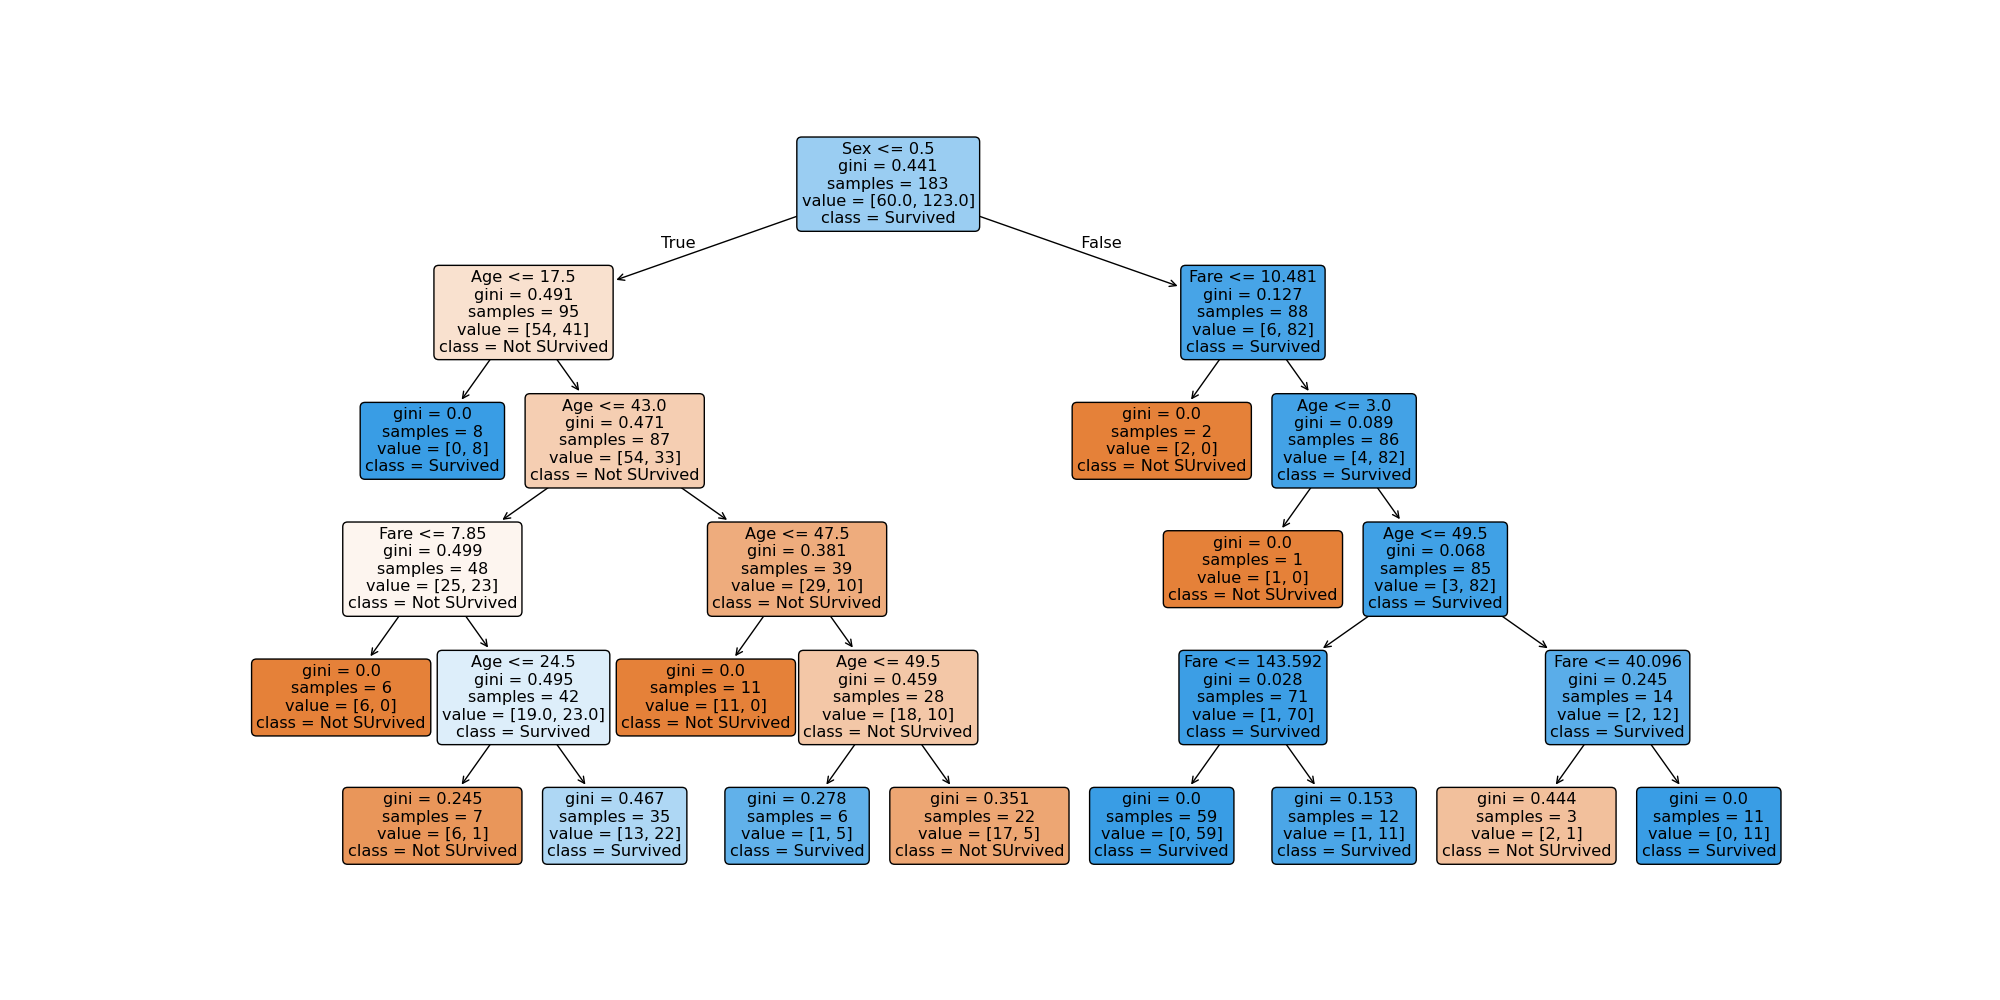 Sex <= 0.5
gini = 0.441
samples = 183
value = [60.0, 123.0]
class = Survived
True
False
Age <= 17.5
gini = 0.491
samples = 95
value = [54, 41]
class = Not SUrvived
Fare <= 10.481
gini = 0.127
samples = 88
value = [6, 82]
class = Survived
gini = 0.0
samples = 8
value = [0, 8]
class = Survived
Age <= 43.0
gini = 0.471
samples = 87
value = [54, 33]
class = Not SUrvived
gini = 0.0
samples = 2
value = [2, 0]
class = Not SUrvived
Age <= 3.0
gini = 0.089
samples = 86
value = [4, 82]
class = Survived
Fare <= 7.85
gini = 0.499
samples = 48
value = [25, 23]
class = Not SUrvived
Age <= 47.5
gini = 0.381
samples = 39
value = [29, 10]
class = Not SUrvived
gini = 0.0
samples = 1
value = [1, 0]
class = Not SUrvived
Age <= 49.5
gini = 0.068
samples = 85
value = [3, 82]
class = Survived
gini = 0.0
samples = 6
value = [6, 0]
class = Not SUrvived
Age <= 24.5
gini = 0.495
samples = 42
value = [19.0, 23.0]
class = Survived
gini = 0.0
samples = 11
value = [11, 0]
class = Not SUrvived
Age <= 49.5
gini = 0.459
samples = 28
value = [18, 10]
class = Not SUrvived
Fare <= 143.592
gini = 0.028
samples = 71
value = [1, 70]
class = Survived
Fare <= 40.096
gini = 0.245
samples = 14
value = [2, 12]
class = Survived
gini = 0.245
samples = 7
value = [6, 1]
class = Not SUrvived
gini = 0.467
samples = 35
value = [13, 22]
class = Survived
gini = 0.278
samples = 6
value = [1, 5]
class = Survived
gini = 0.351
samples = 22
value = [17, 5]
class = Not SUrvived
gini = 0.0
samples = 59
value = [0, 59]
class = Survived
gini = 0.153
samples = 12
value = [1, 11]
class = Survived
gini = 0.444
samples = 3
value = [2, 1]
class = Not SUrvived
gini = 0.0
samples = 11
value = [0, 11]
class = Survived